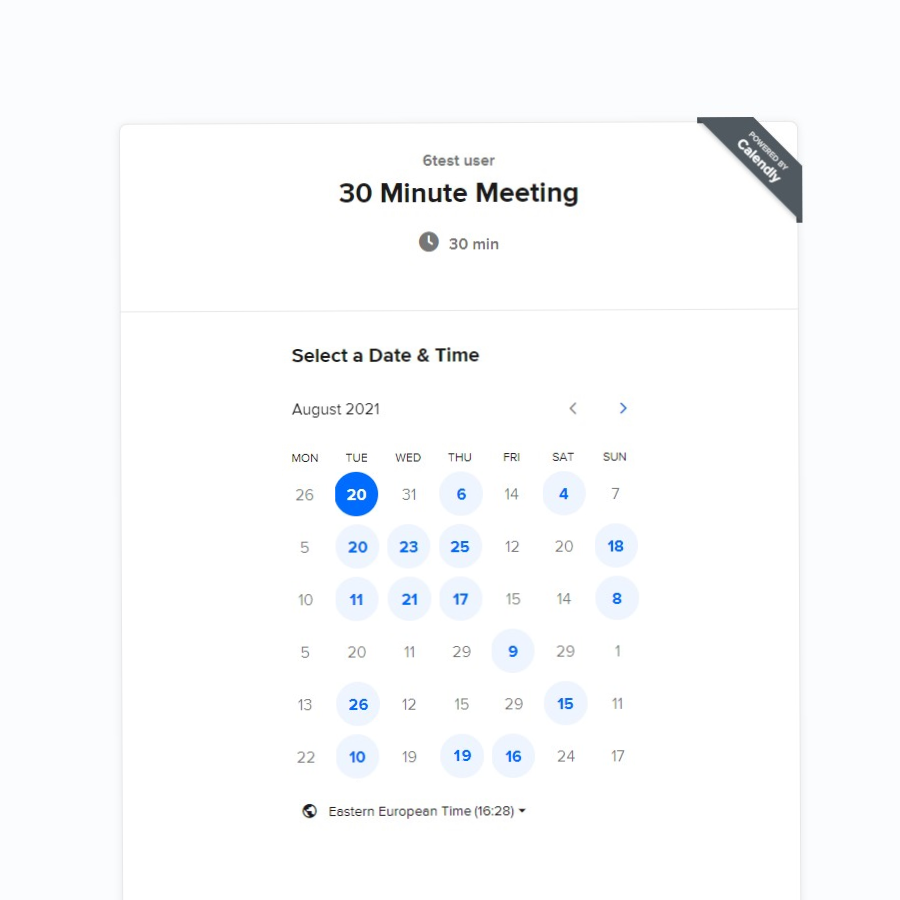 POWERED BY
Calendly
6test user
30 Minute Meeting
30 min
Select a Date & Time
August 2021
MON TUE WED THU FRI SAT SUN
26 20 31 6 14 4 7
5 20 23 25 12 20 18
10 11 21 17 15 14 8
5 20 11 29 9 29 1
13 26 12 15 29 15 11
22 10 19 19 16 24 17
Eastern European Time (16:28)